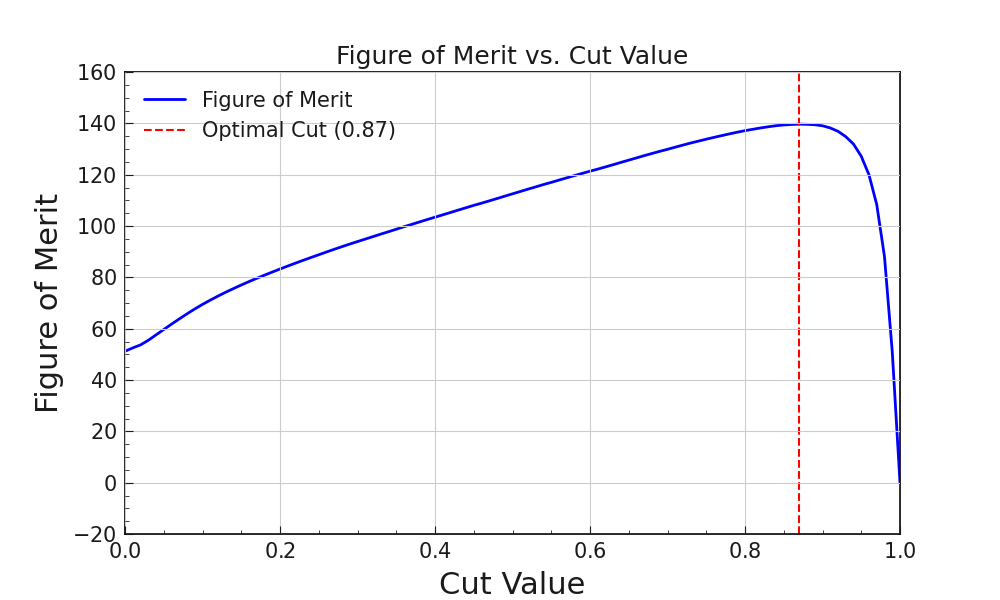 Figure of Merit vs. Cut Value
Figure of Merit
Optimal Cut (0.87)
Figure of Merit
160
140
120
100
80
60
40
20
0
−20
0.0 0.2 0.4 0.6 0.8 1.0
Cut Value